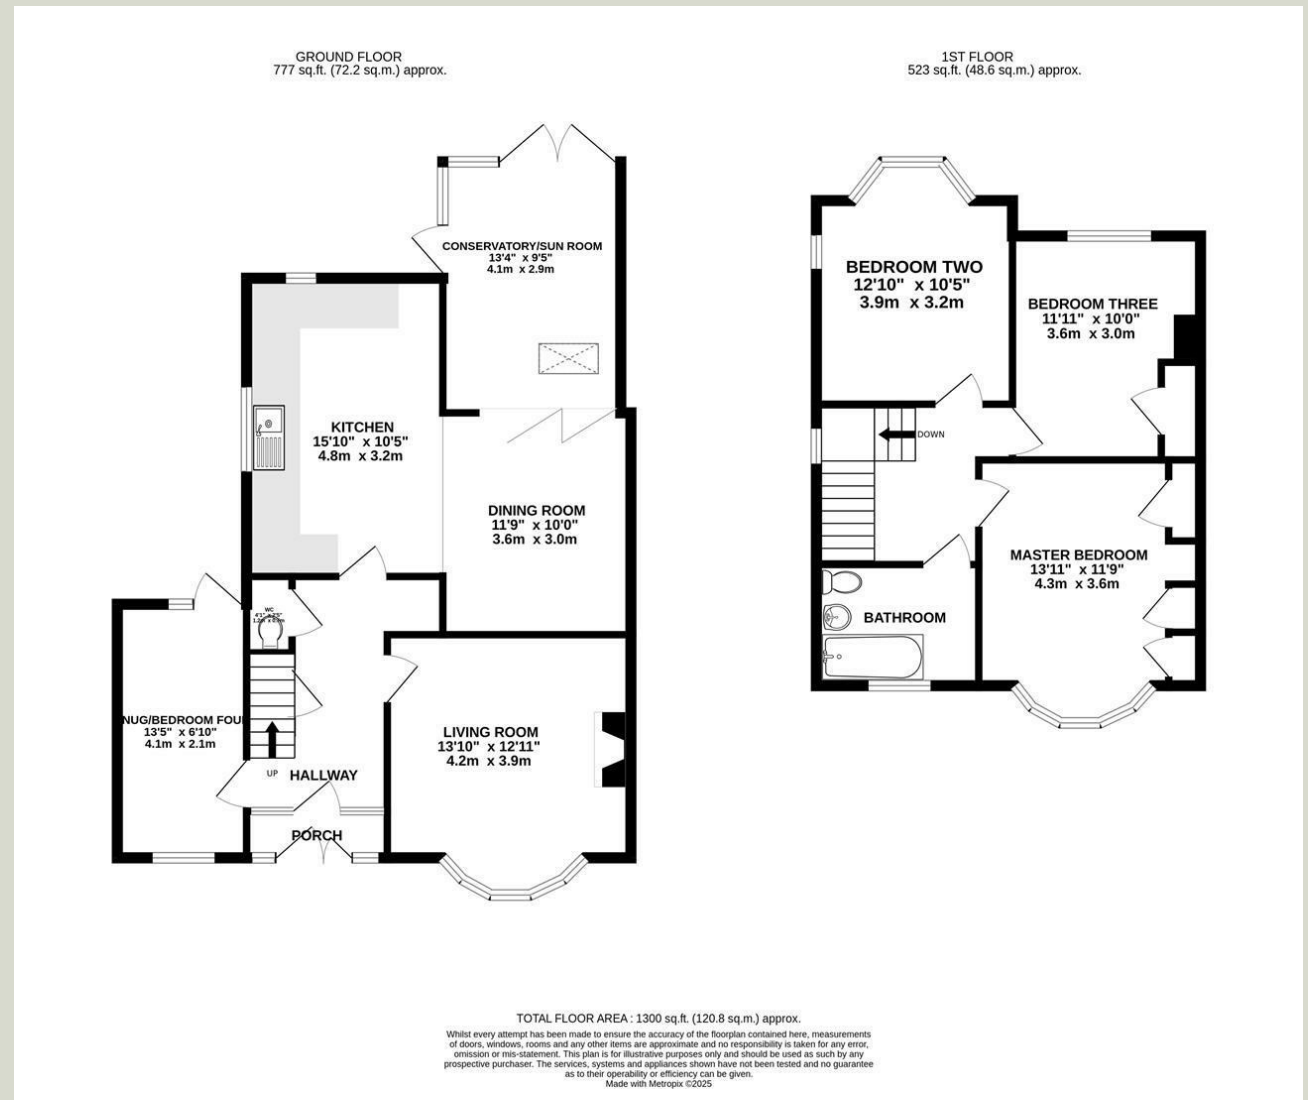 GROUND FLOOR
777 sq.ft. (72.2 sq.m.) approx.
1ST FLOOR
523 sq.ft. (48.6 sq.m.) approx.
CONSERVATORY/SUN ROOM
13'4" x 9'5"
4.1m x 2.9m
KITCHEN
15'10" x 10'5"
4.8m x 3.2m
DINING ROOM
11'9" x 10'0"
3.6m x 3.0m
WC
NUG/BEDROOM FOU
13'5" x 6'10"
4.1m x 2.1m
UP
HALLWAY
PORCH
LIVING ROOM
13'10" x 12'11"
4.2m x 3.9m
BEDROOM TWO
12'10" x 10'5"
3.9m x 3.2m
BEDROOM THREE
11'11" x 10'0"
3.6m x 3.0m
DOWN
MASTER BEDROOM
13'11" x 11'9"
4.3m x 3.6m
BATHROOM
TOTAL FLOOR AREA : 1300 sq.ft. (120.8 sq.m.) approx.
Whilst every attempt has been made to ensure the accuracy of the floorplan contained here, measurements
of doors, windows, rooms and any other items are approximate and no responsibility is taken for any error,
omission or mis-statement. This plan is for illustrative purposes only and should be used as such by any
prospective purchaser. The services, systems and appliances shown have not been tested and no guarantee
as to their operability or efficiency can be given.
Made with Metropix ©2025